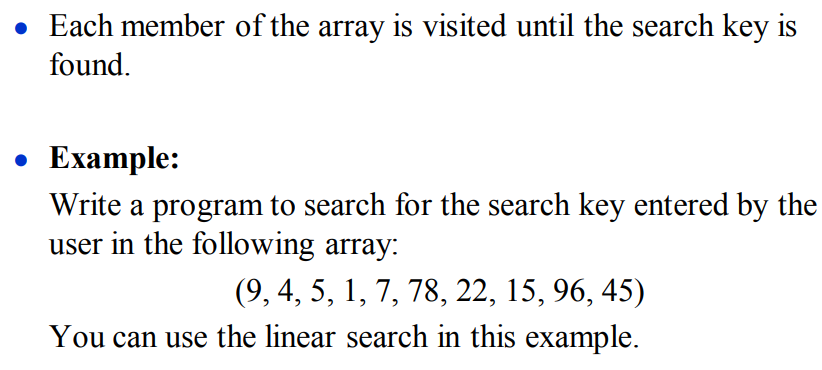 • Each member of the array is visited until the search key is
found.
• Example:
Write a program to search for the search key entered by the
user in the following array:
(9, 4, 5, 1, 7, 78, 22, 15, 96, 45)
You can use the linear search in this example.